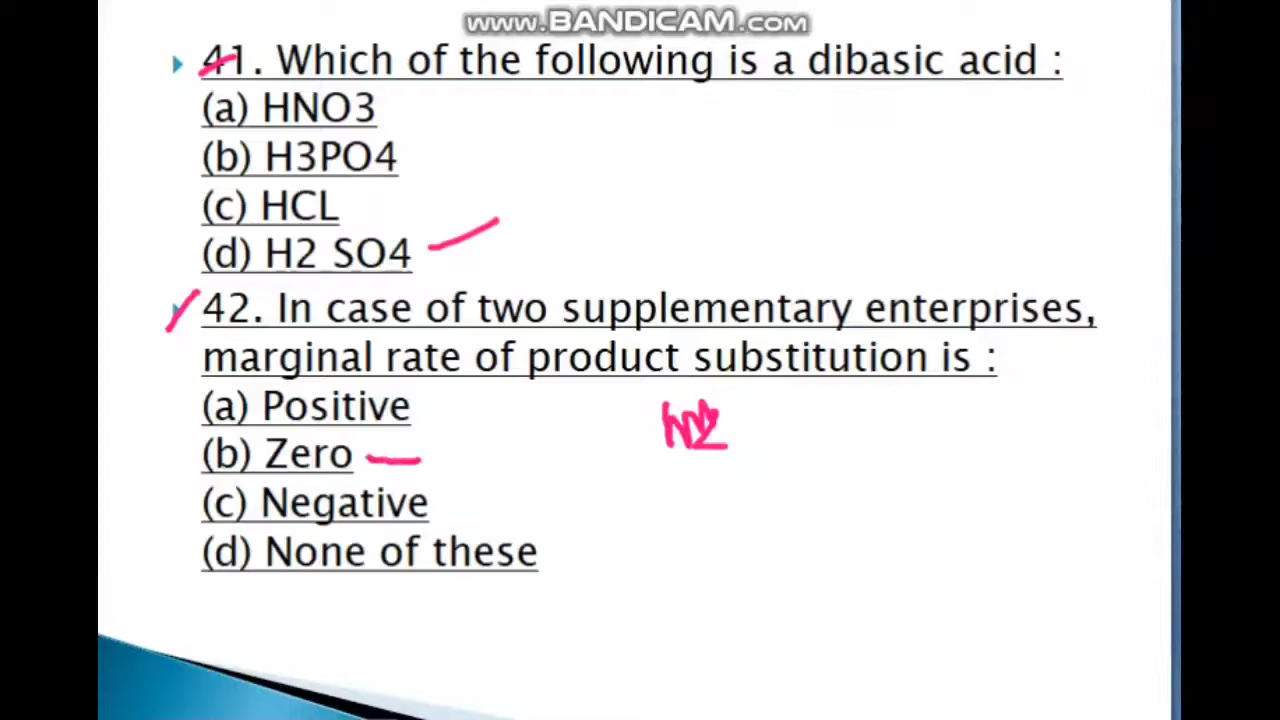 www.BANDICAM.com
41. Which of the following is a dibasic acid :
(a) HNO3
(b) H3PO4
(c) HCL
(d) H2 SO4
42. In case of two supplementary enterprises,
marginal rate of product substitution is :
(a) Positive
(b) Zero
(c) Negative
(d) None of these